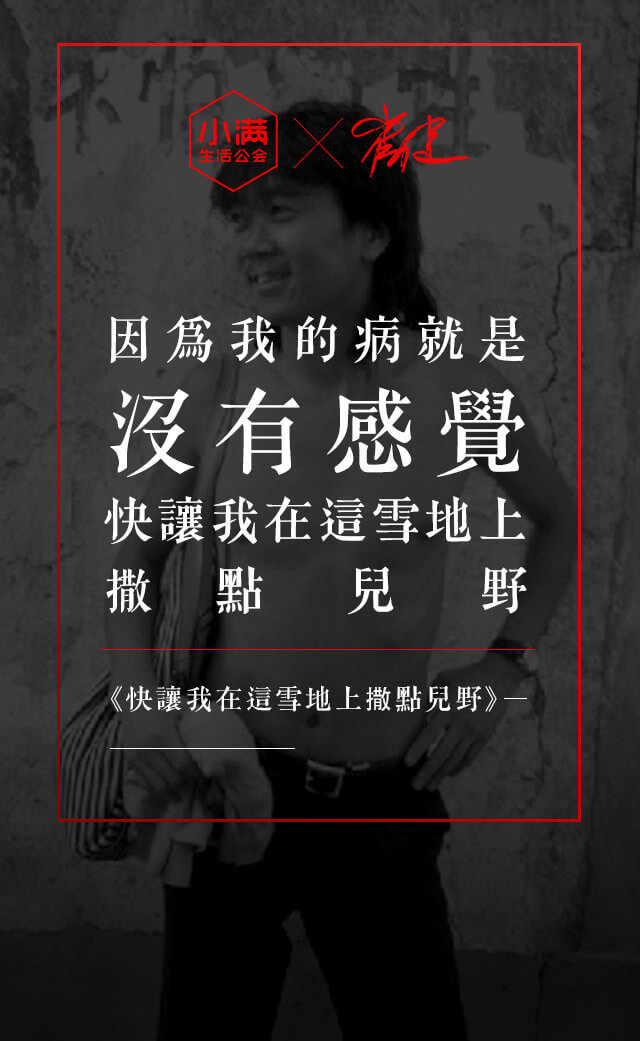 小满
生活公会
崔健
因爲我的病就是
沒有感覺
快讓我在這雪地上
撒點兒野
《快讓我在這雪地上撒點兒野》—